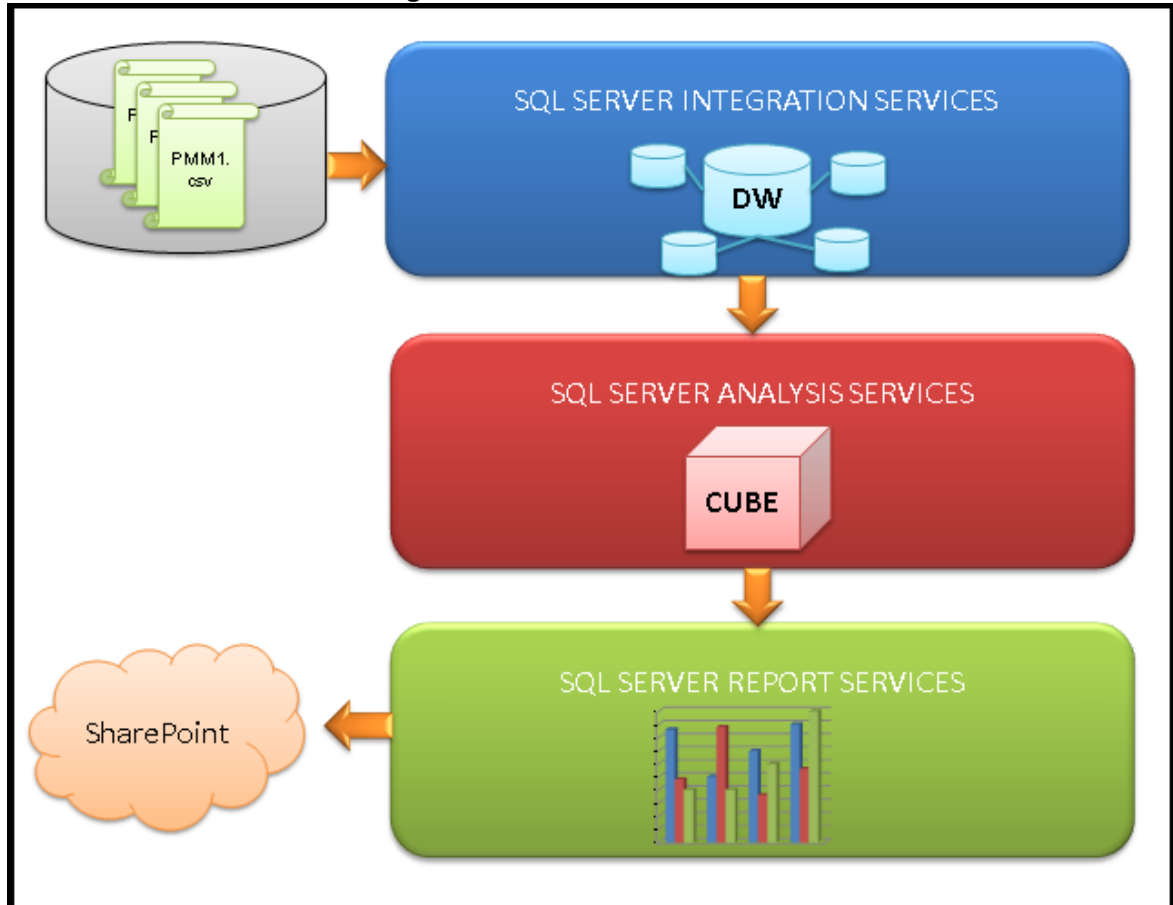 P
P
PMM1.
csv
SQL SERVER INTEGRATION SERVICES
DW
SQL SERVER ANALYSIS SERVICES
CUBE
SQL SERVER REPORT SERVICES
SharePoint